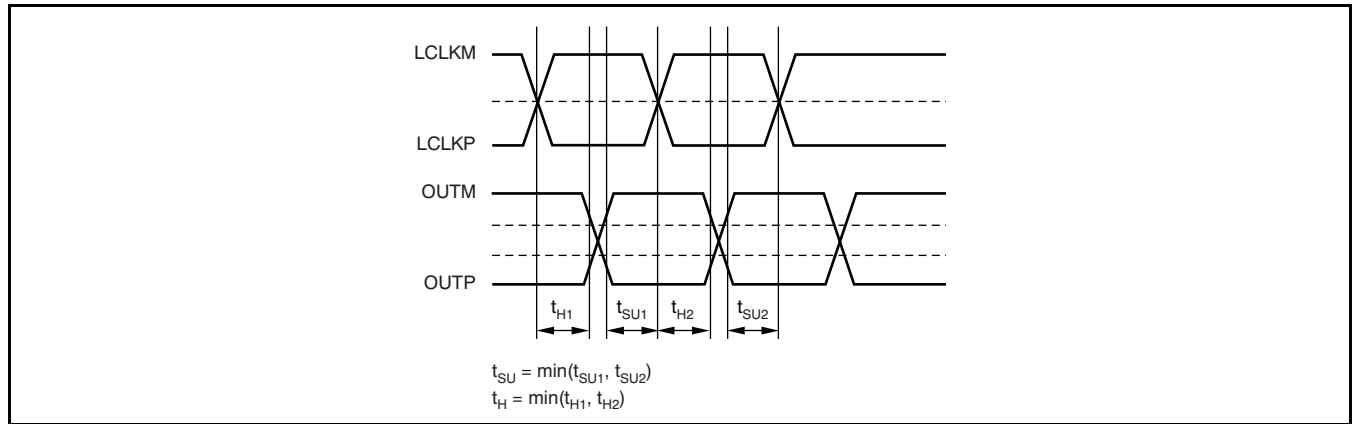 LCLKM
LCLKP
OUTM
OUTP
tH1 tSU1 tH2 tSU2
tSU = min(tSU1, tSU2)
tH = min(tH1, tH2)